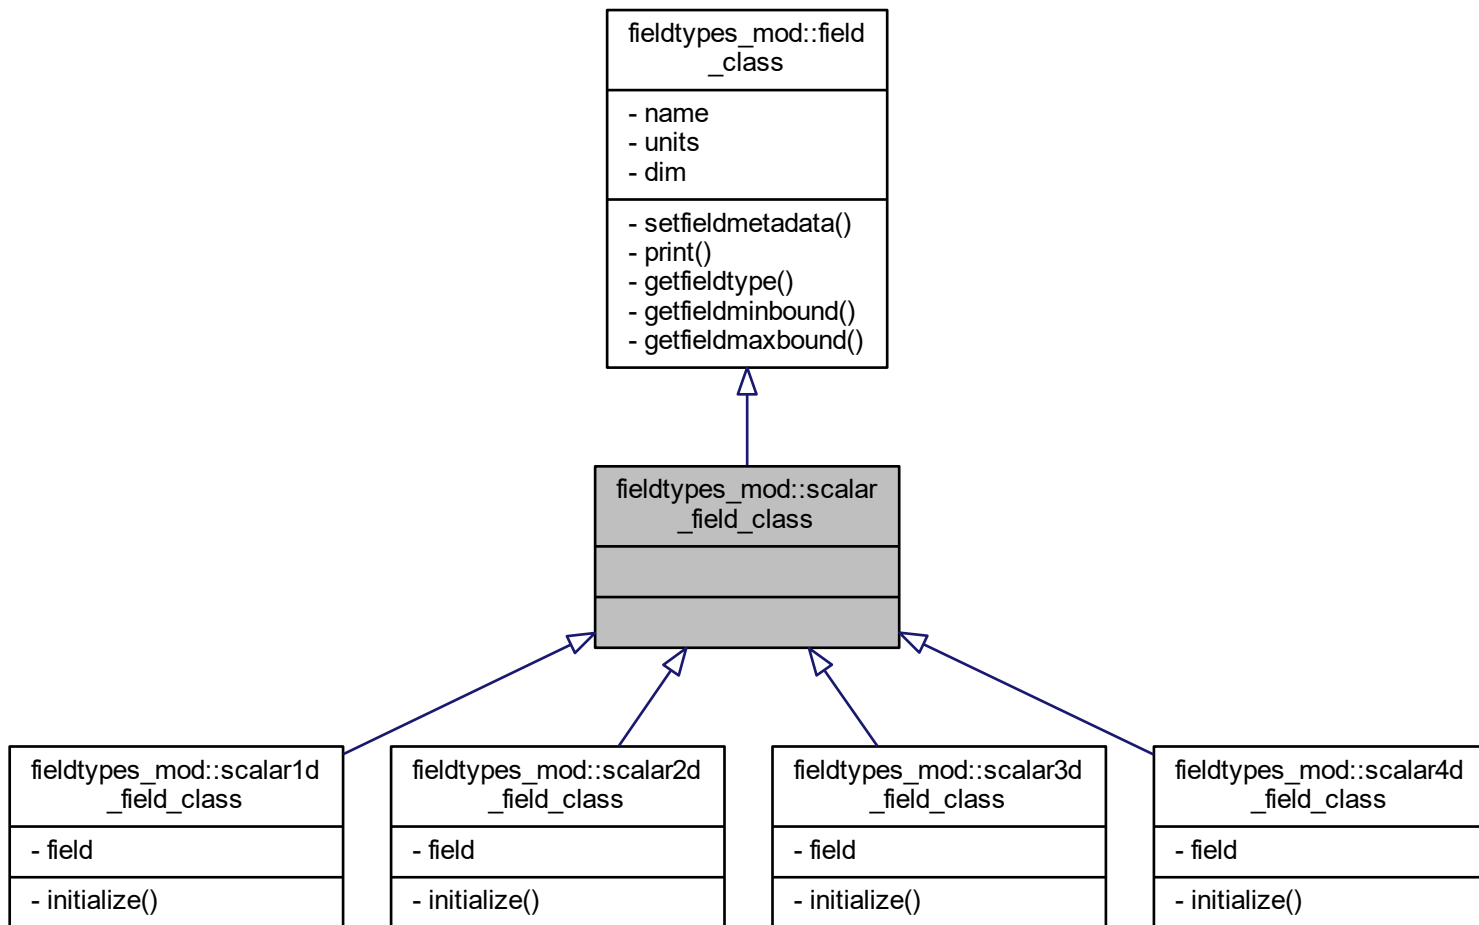 fieldtypes_mod::field
_class
- name
- units
- dim
- setfieldmetadata()
- print()
- getfieldtype()
- getfieldminbound()
- getfieldmaxbound()
fieldtypes_mod::scalar
_field_class
fieldtypes_mod::scalar1d
_field_class
- field
- initialize()
fieldtypes_mod::scalar2d
_field_class
- field
- initialize()
fieldtypes_mod::scalar3d
_field_class
- field
- initialize()
fieldtypes_mod::scalar4d
_field_class
- field
- initialize()